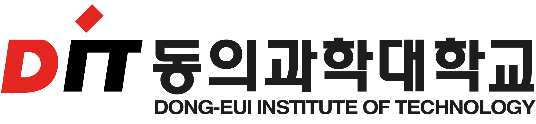 DIT 동의과학대학교
DONG-EUI INSTITUTE OF TECHNOLOGY